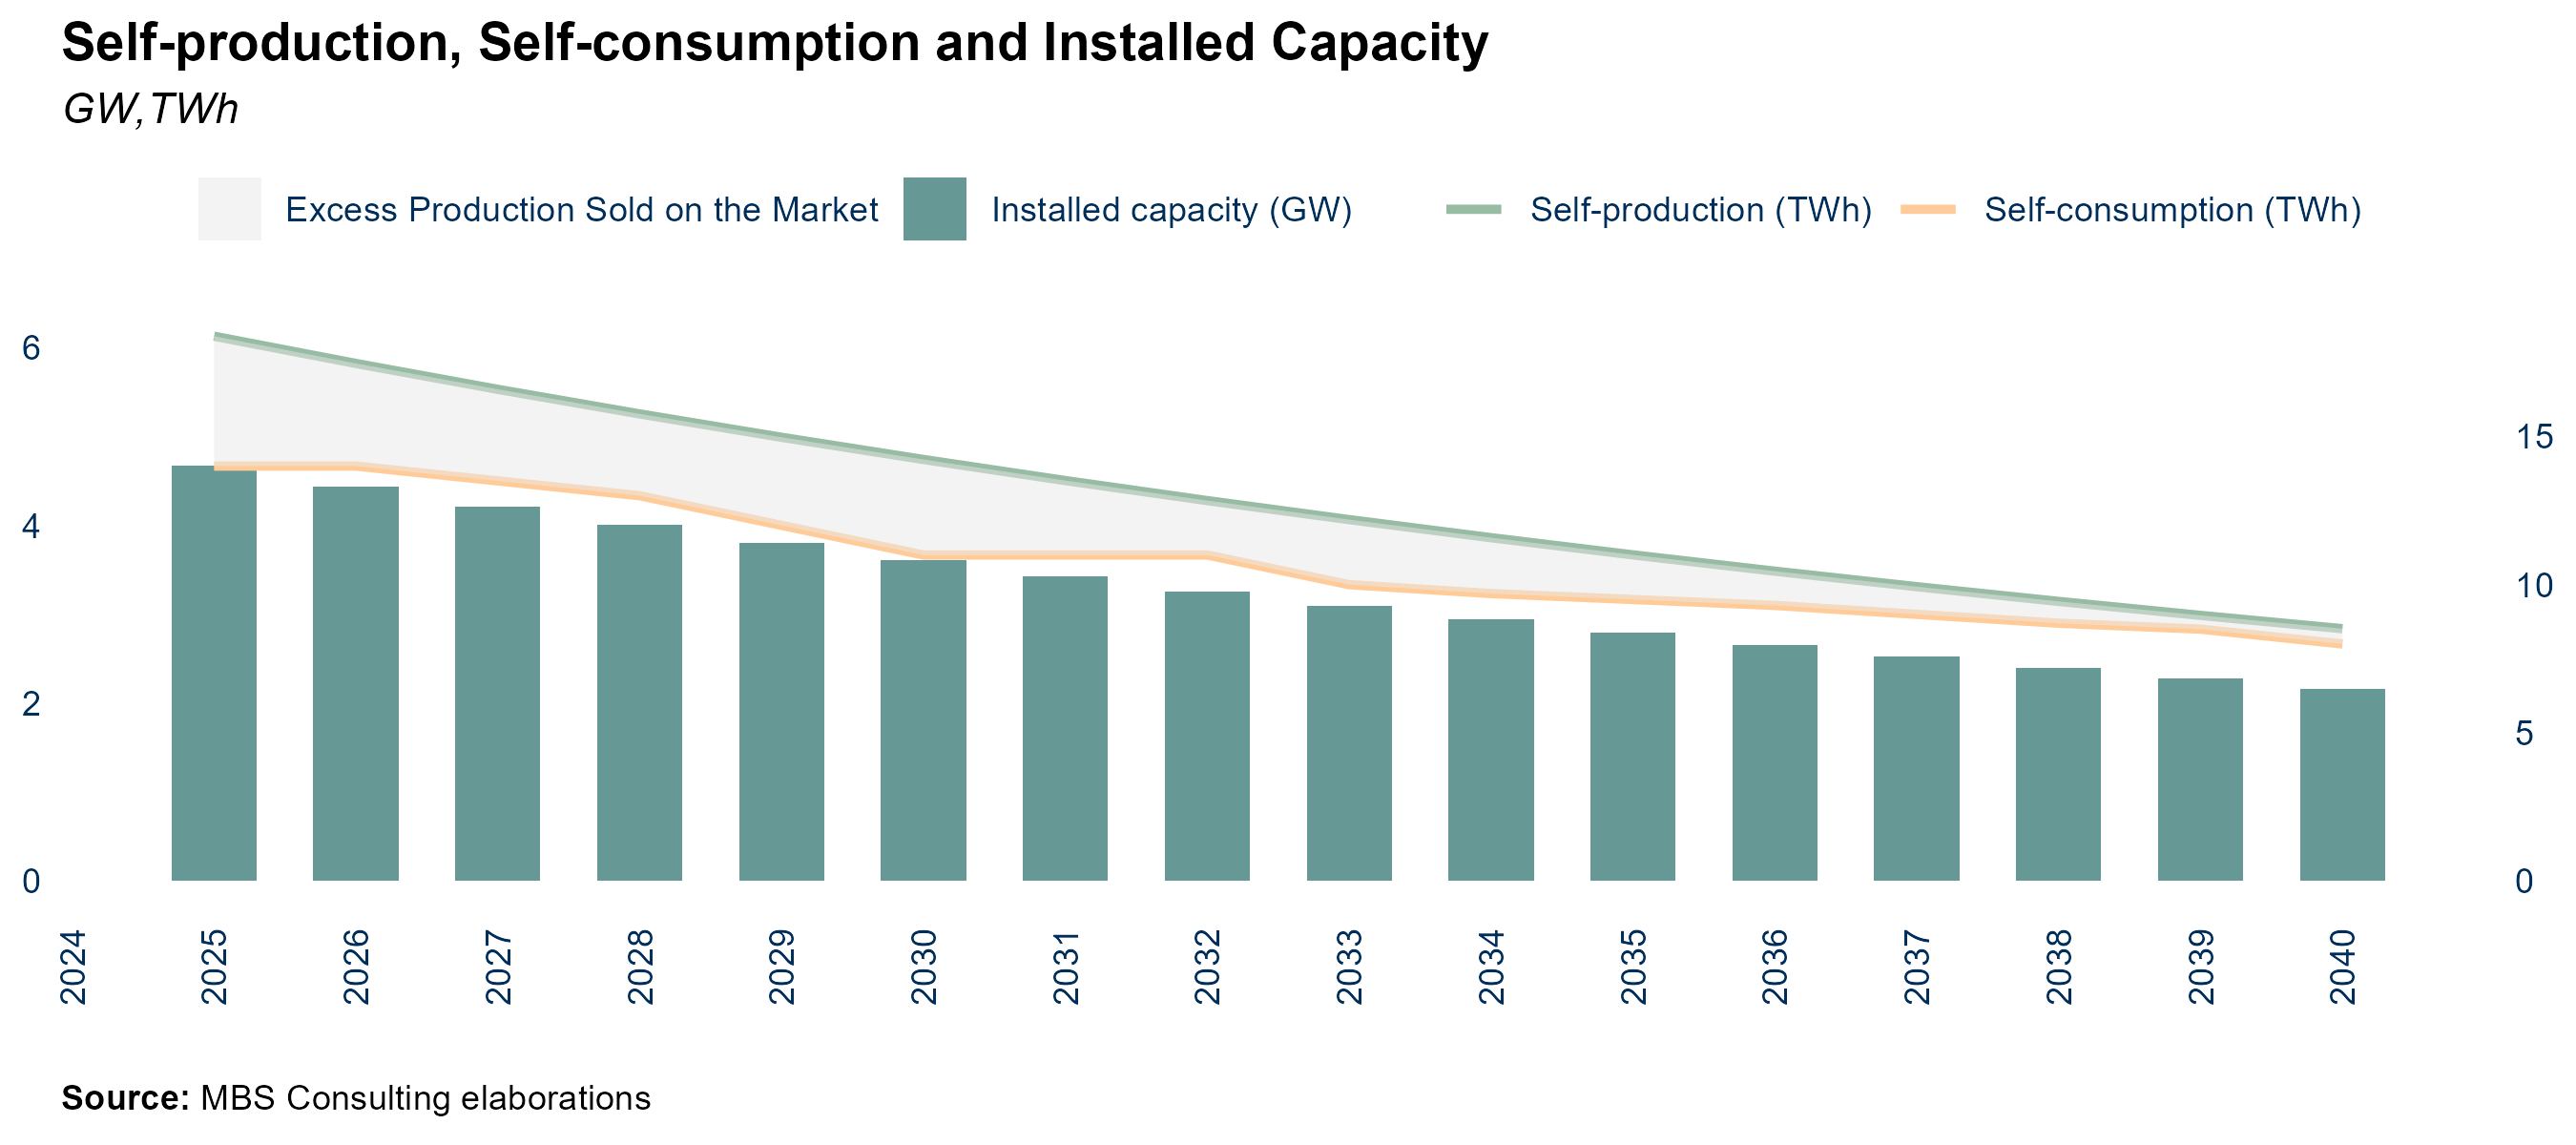 Self-production, Self-consumption and Installed Capacity
GW,TWh
Excess Production Sold on the Market Installed capacity (GW) Self-production (TWh) Self-consumption (TWh)
6
15
4
10
2
5
0 0
2024 2025 2026 2027 2028 2029 2030 2031 2032 2033 2034 2035 2036 2037 2038 2039 2040
Source: MBS Consulting elaborations